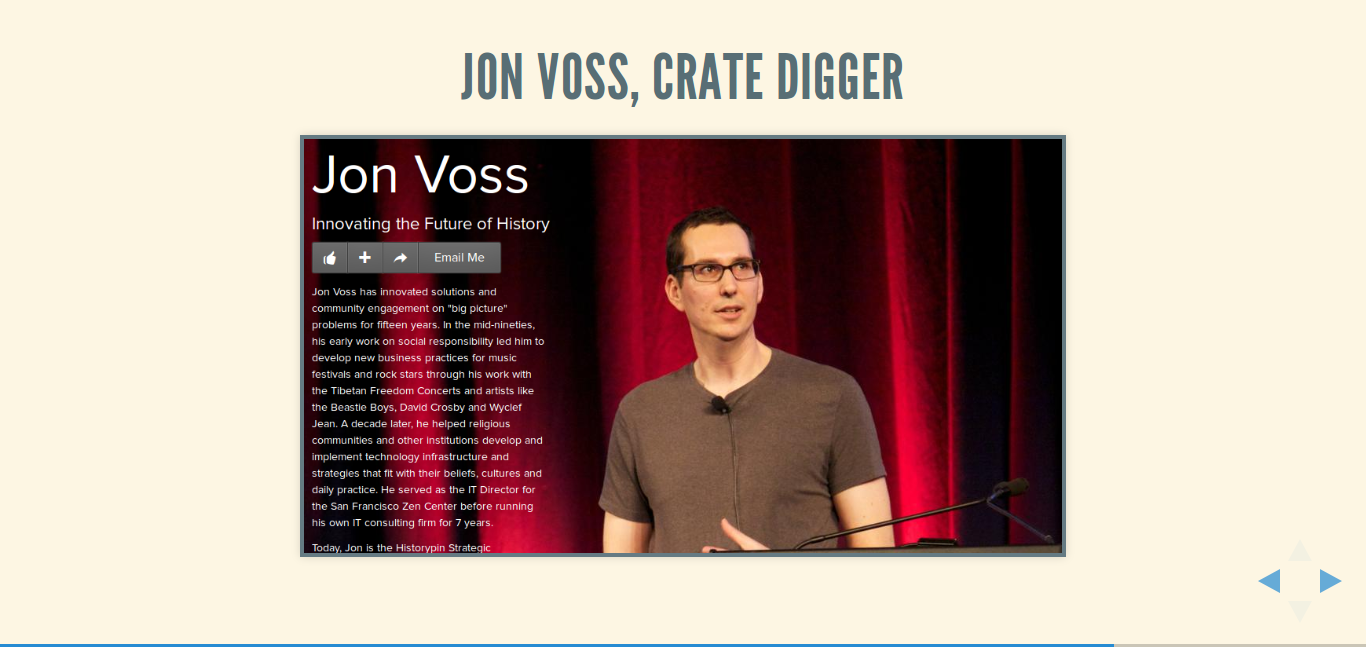 JON VOSS, CRATE DIGGER
Jon Voss
Innovating the Future of History
Email Me
Jon Voss has innovated solutions and
community engagement on "big picture"
problems for fifteen years. In the mid-nineties,
his early work on social responsibility led him to
develop new business practices for music
festivals and rock stars through his work with
the Tibetan Freedom Concerts and artists like
the Beastie Boys, David Crosby and Wyclef
Jean. A decade later, he helped religious
communities and other institutions develop and
implement technology infrastructure and
strategies that fit with their beliefs, cultures and
daily practice. He served as the IT Director for
the San Francisco Zen Center before running
his own IT consulting firm for 7 years.
Today, Jon is the Historypin Strategic